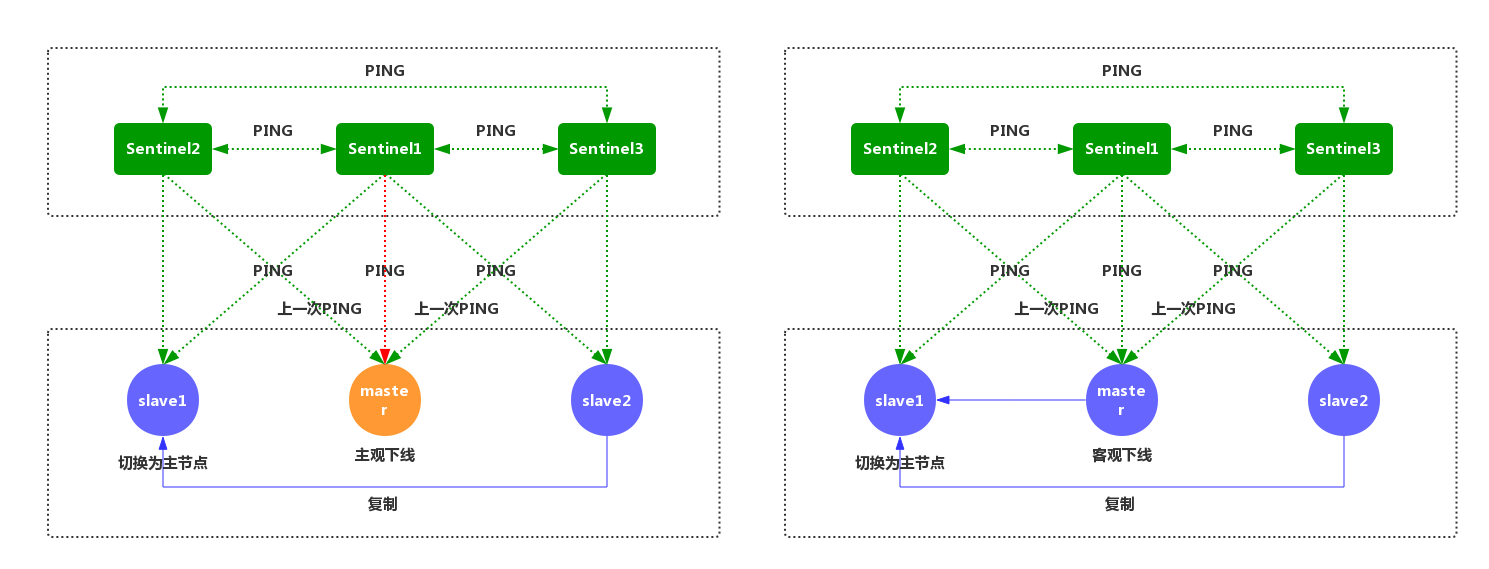 PING
Sentinel2
PING
Sentinel1
PING
Sentinel3
PING
PING
PING
上一次PING
上一次PING
slave1
maste
r
slave2
切换为主节点
主观下线
复制
PING
Sentinel2
PING
Sentinel1
PING
Sentinel3
PING
PING
PING
上一次PING
上一次PING
slave1
maste
r
slave2
切换为主节点
客观下线
复制